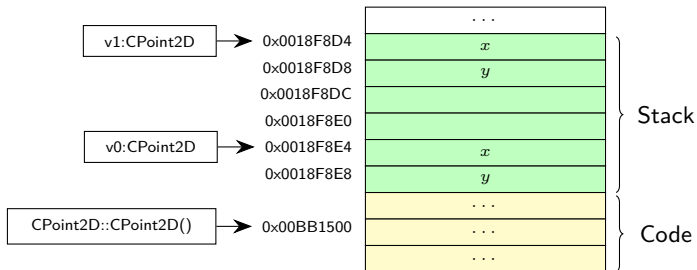 ...
v1:CPoint2D 0x0018F8D4 x
0x0018F8D8 y
0x0018F8DC
Stack
0x0018F8E0
v0:CPoint2D 0x0018F8E4 x
0x0018F8E8 y
...
CPoint2D::CPoint2D() 0x00BB1500 ... Code
...